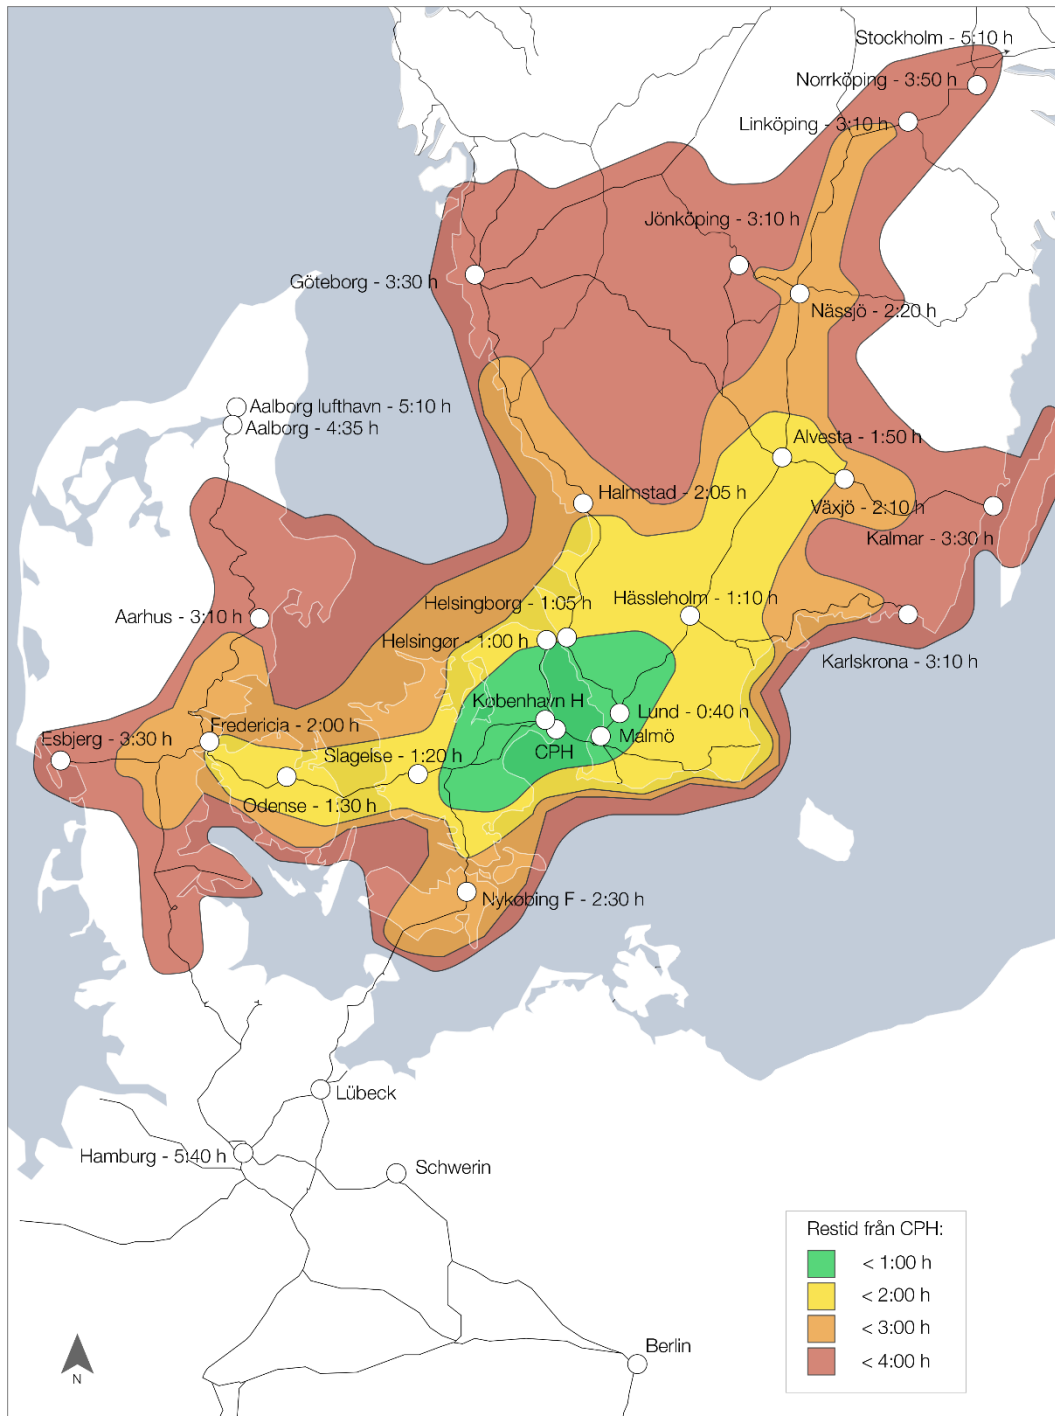 Stockholm - 5:10 h
Norrköping - 3:50 h
Linköping - 3:10 h
Jönköping - 3:10 h
Göteborg - 3:30 h
Nässjö - 2:20 h
Aalborg lufthavn - 5:10 h
Aalborg - 4:35 h
Alvesta - 1:50 h
Halmstad - 2:05 h
Växjö - 2:10 h
Kalmar - 3:30 h
Helsingborg - 1:05 h
Hässleholm - 1:10 h
Aarhus - 3:10 h
Helsingør - 1:00 h
Karlskrona - 3:10 h
København H
Lund - 0:40 h
Fredericia - 2:00 h
Esbjerg - 3:30 h
Malmö
CPH
Slagelse - 1:20 h
Odense - 1:30 h
Nykøbing F - 2:30 h
Lübeck
Hamburg - 5:40 h
Schwerin
Restid från CPH:
< 1:00 h
< 2:00 h
< 3:00 h
< 4:00 h
Berlin
N